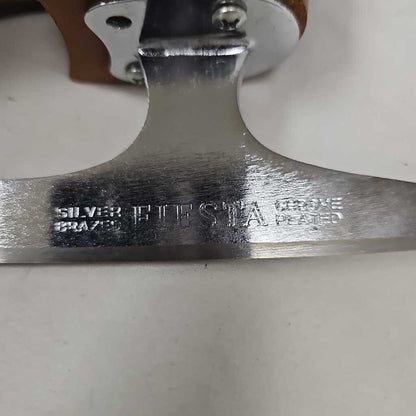 SILVER BRAZED
FIESTA
CHROME PLATED